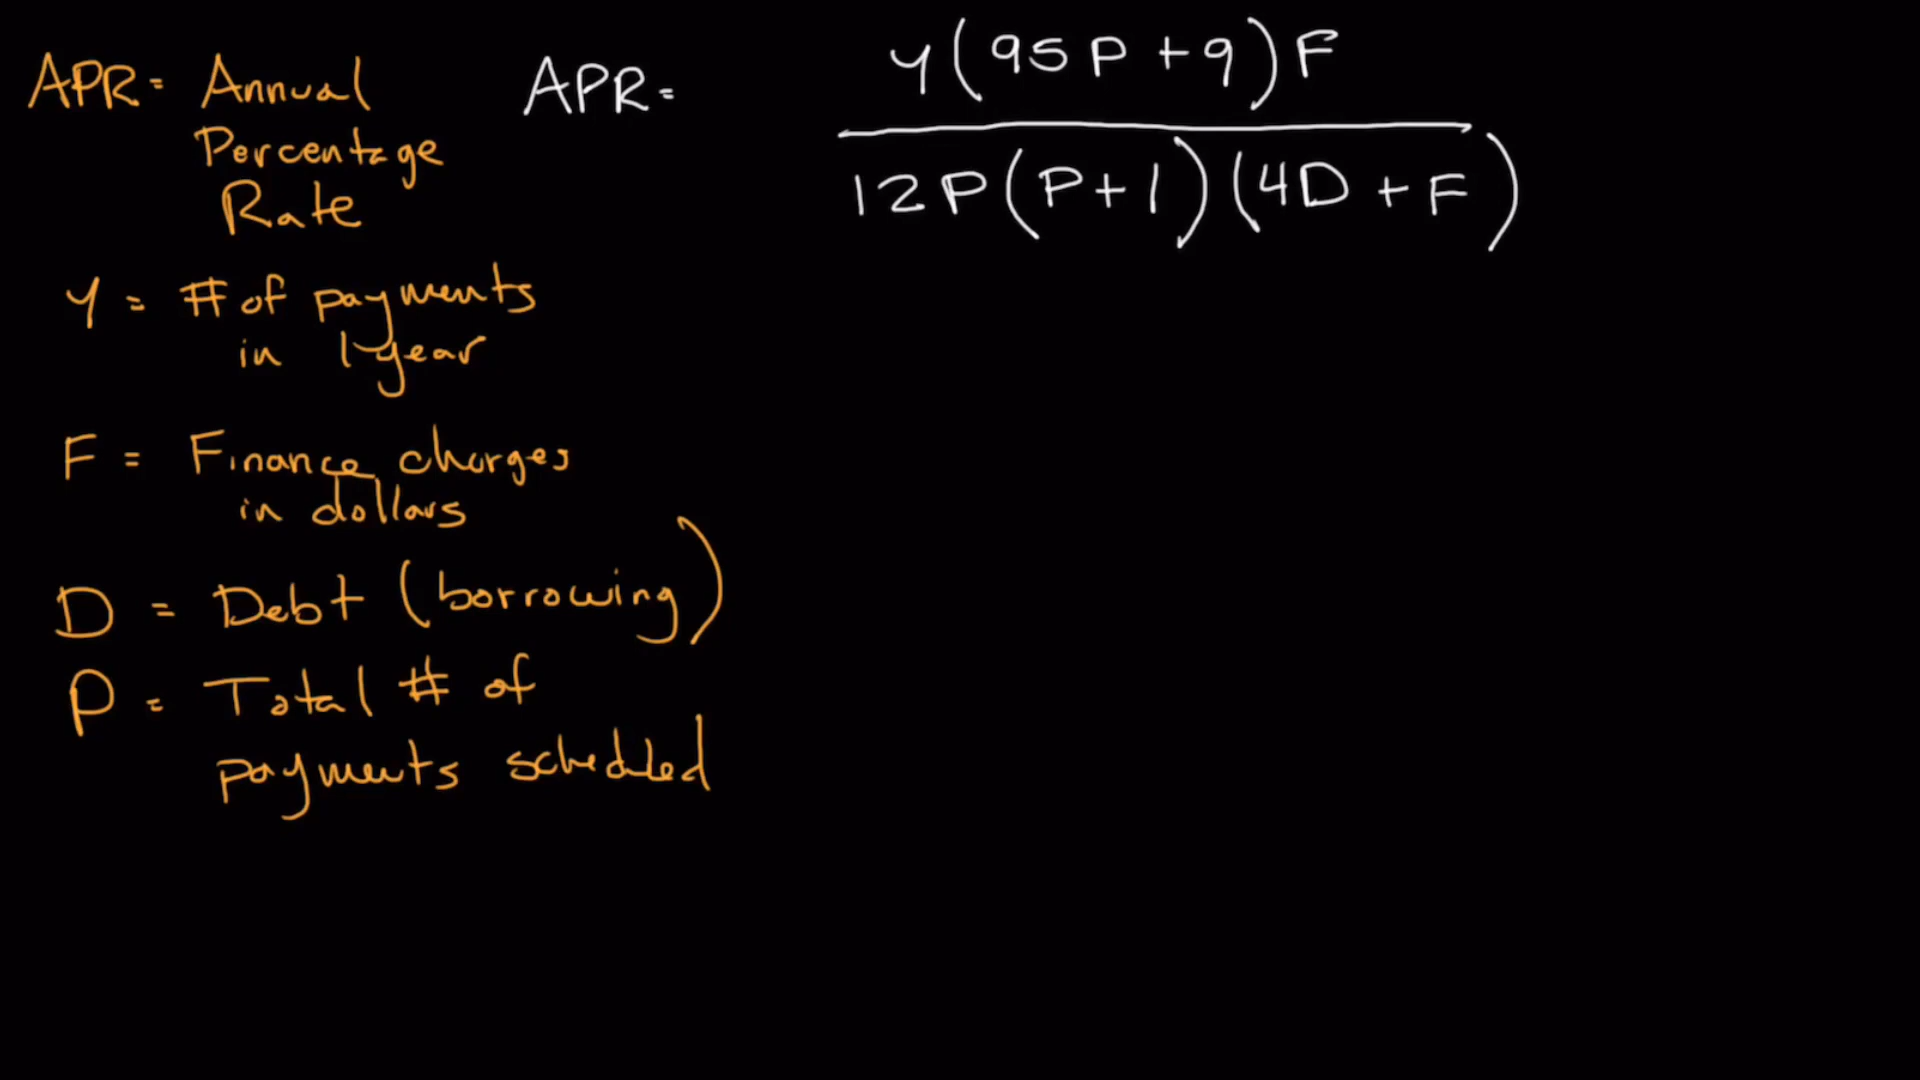 APR = Annual
Percentage
Rate
Y = # of payments
in 1 year
F = Finance charges
in dollars
D = Debt (borrowing)
P = Total # of
payments scheduled
APR =
Y(95P + 9)F
12P(P+1)(4D + F)